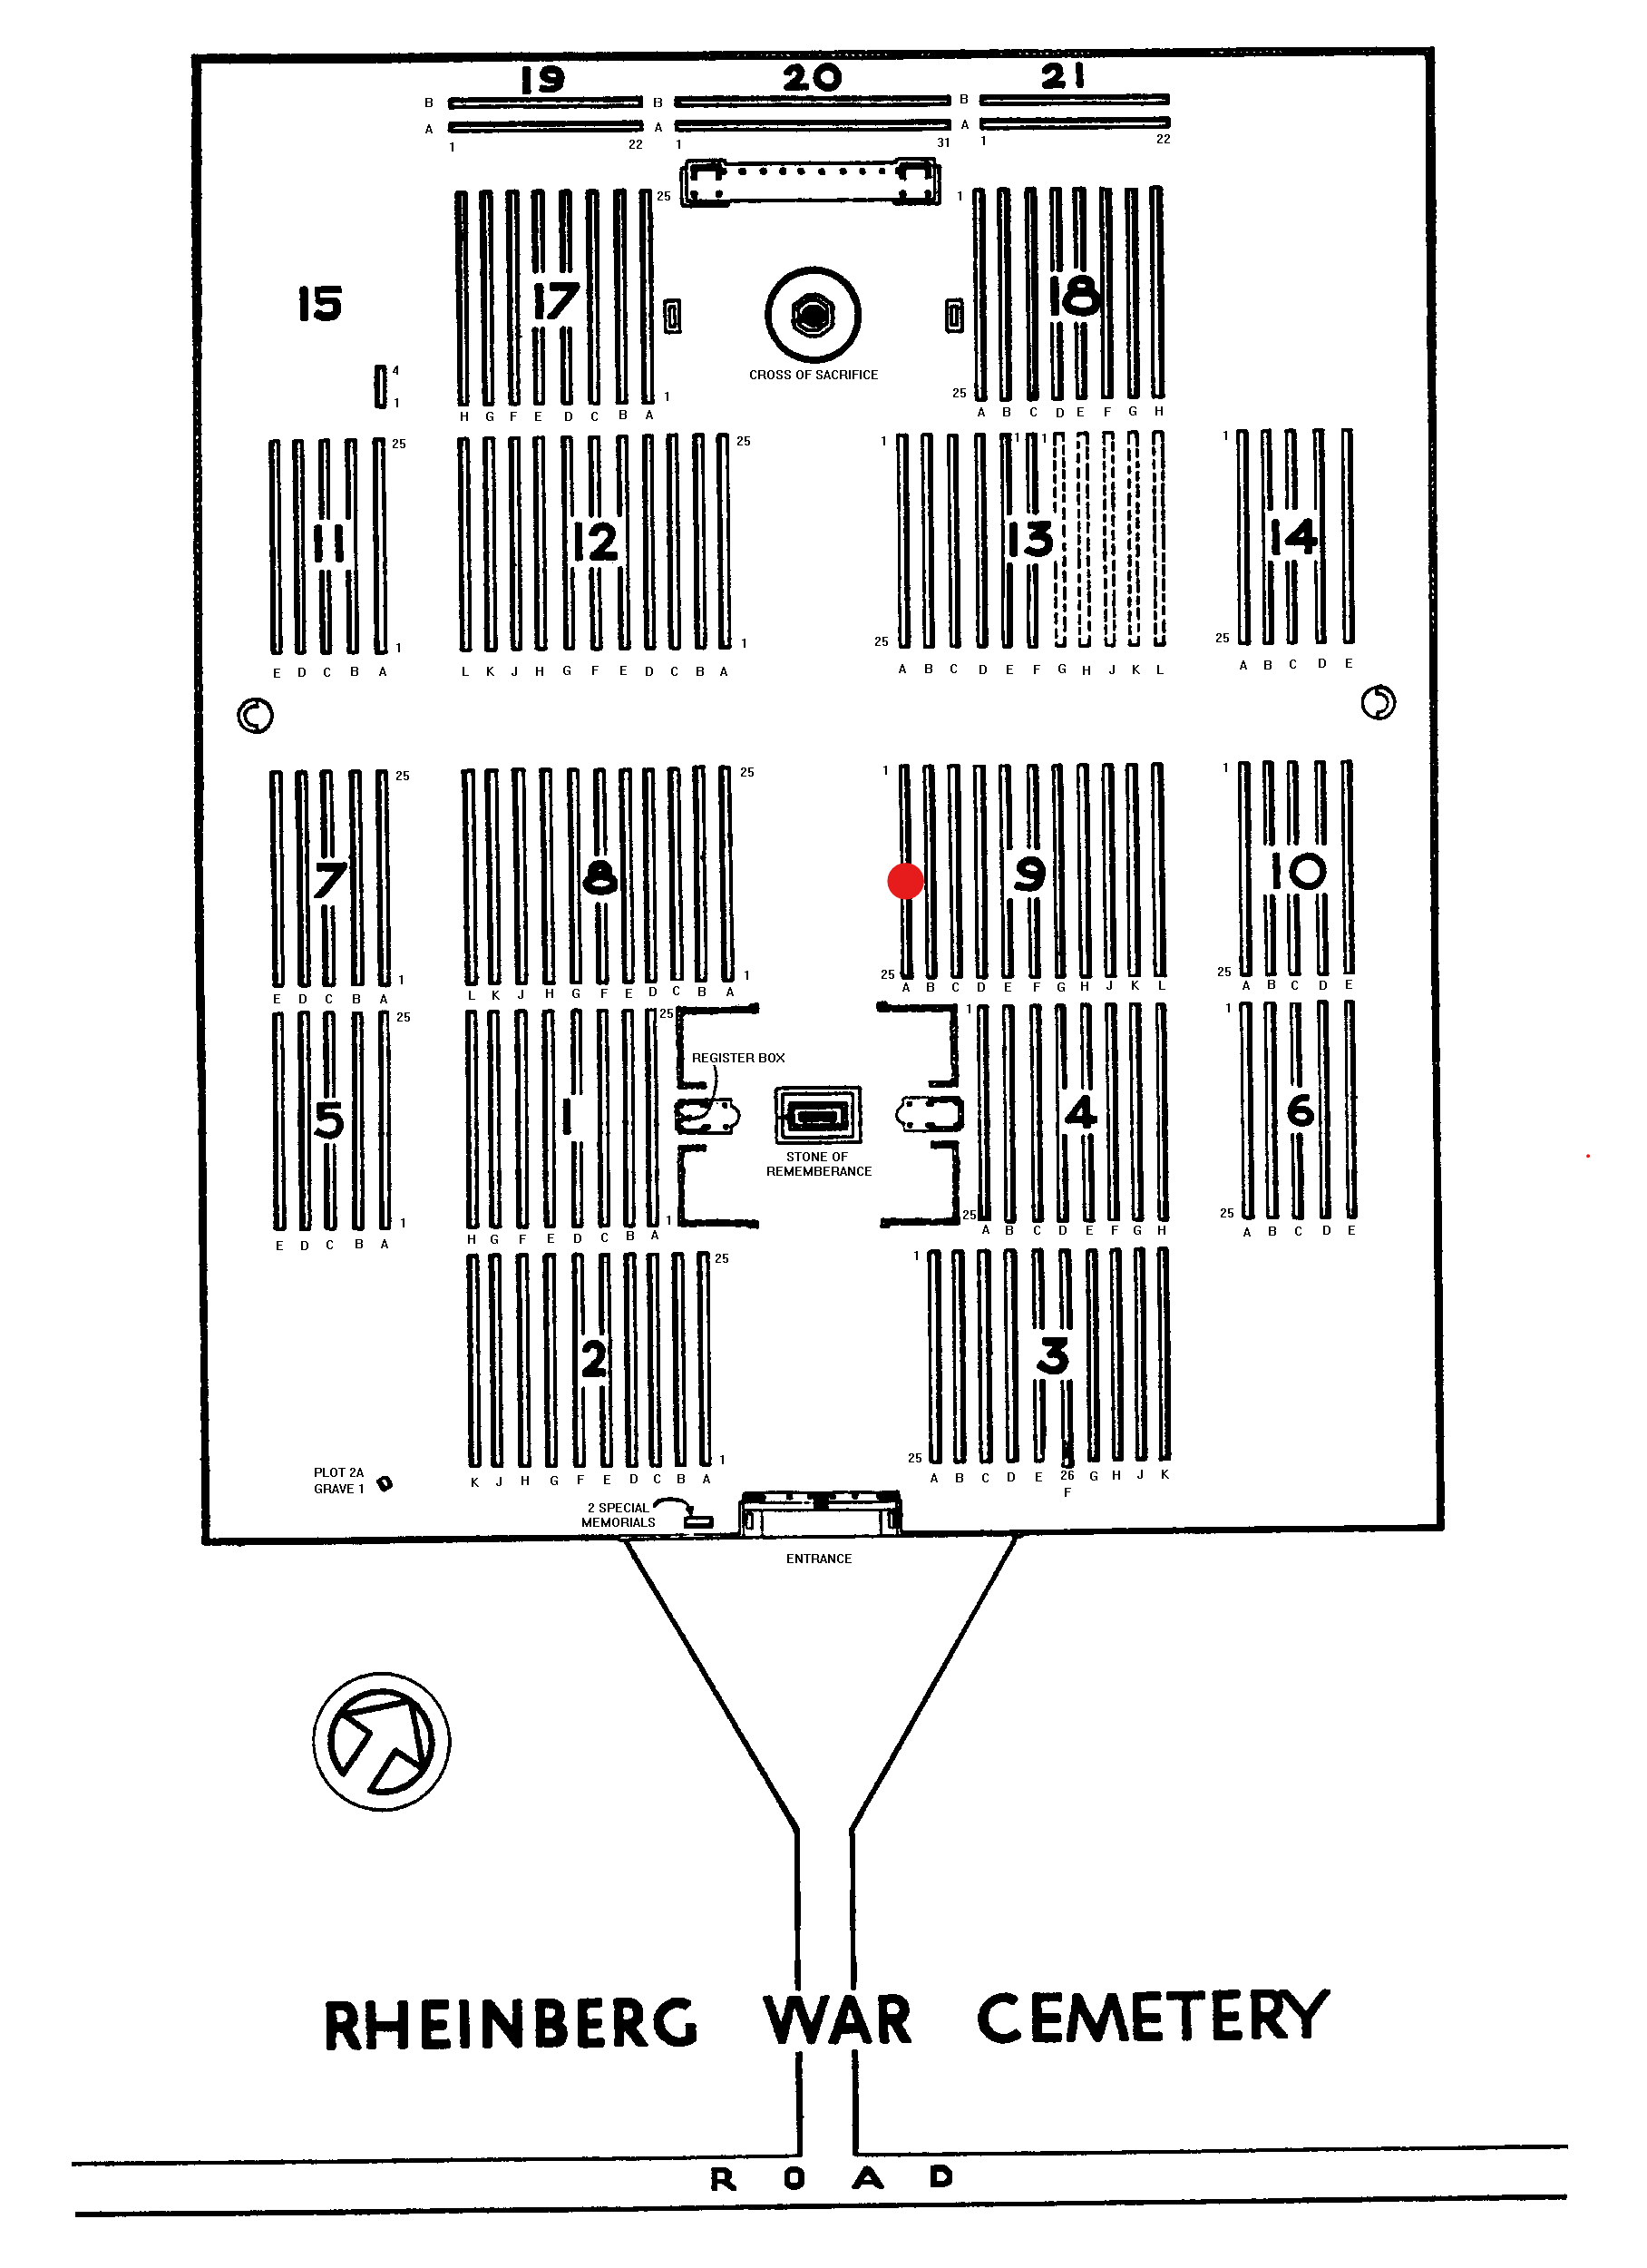 19 20 21
B B B
A A A
1 22 1 31 1 22
25 1
15 17 18
CROSS OF SACRIFICE
4
1
1 25
H G F E D C B A A B C D E F G H
25 25 1 1 1 1
11 12 13 14
1 1 25 25
E D C B A L K J H G F E D C B A A B C D E F G H J K L A B C D E
25 25 1 1
7 8 9 10
1 1 25 25
E D C B A L K J H G F E D C B A A B C D E F G H J K L A B C D E
25 25 1 1
REGISTER BOX
5 1 4 6
STONE OF
REMEMBERANCE
1 1 25 25
E D C B A H G F E D C B A A B C D E F G H A B C D E
25 1
2 3
1 25
PLOT 2A
GRAVE 1
K J H G F E D C B A A B C D E 26 G H J K
F
2 SPECIAL
MEMORIALS
ENTRANCE
RHEINBERG WAR CEMETERY
ROAD